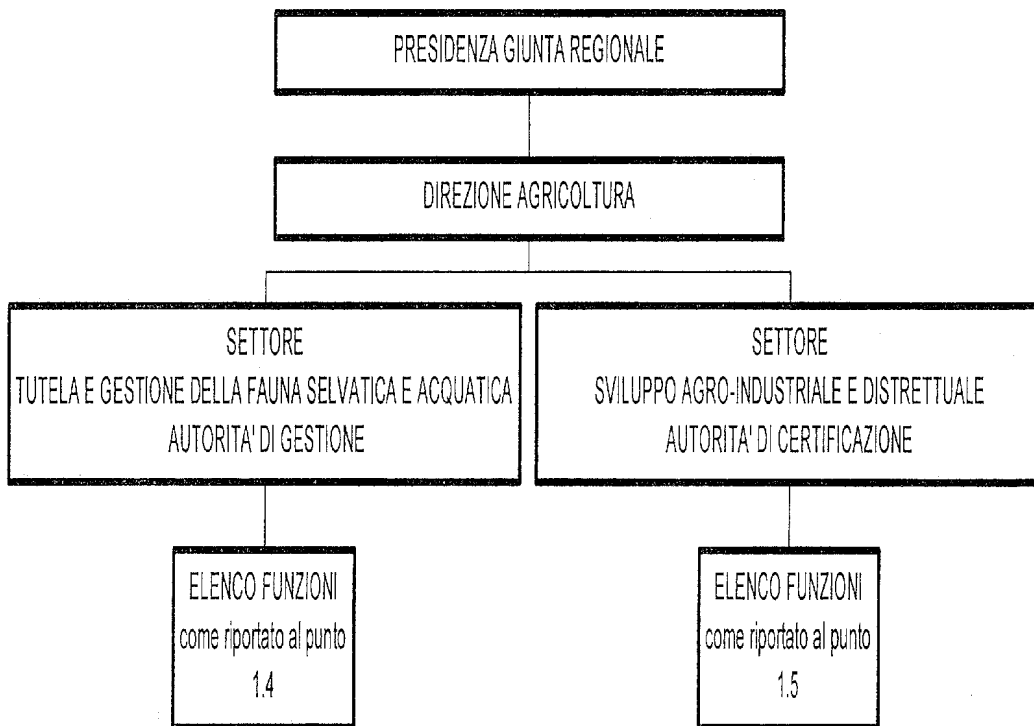 PRESIDENZA GIUNTA REGIONALE
DIREZIONE AGRICOLTURA
SETTORE
TUTELA E GESTIONE DELLA FAUNA SELVATICA E ACQUATICA
AUTORITA' DI GESTIONE
SETTORE
SVILUPPO AGRO-INDUSTRIALE E DISTRETTUALE
AUTORITA' DI CERTIFICAZIONE
ELENCO FUNZIONI
come riportato al punto
1.4
ELENCO FUNZIONI
come riportato al punto
1.5